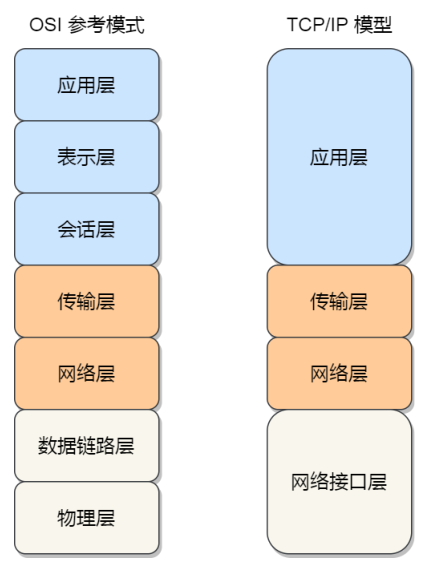 OSI 参考模式
应用层
表示层
会话层
传输层
网络层
数据链路层
物理层
TCP/IP 模型
应用层
传输层
网络层
网络接口层